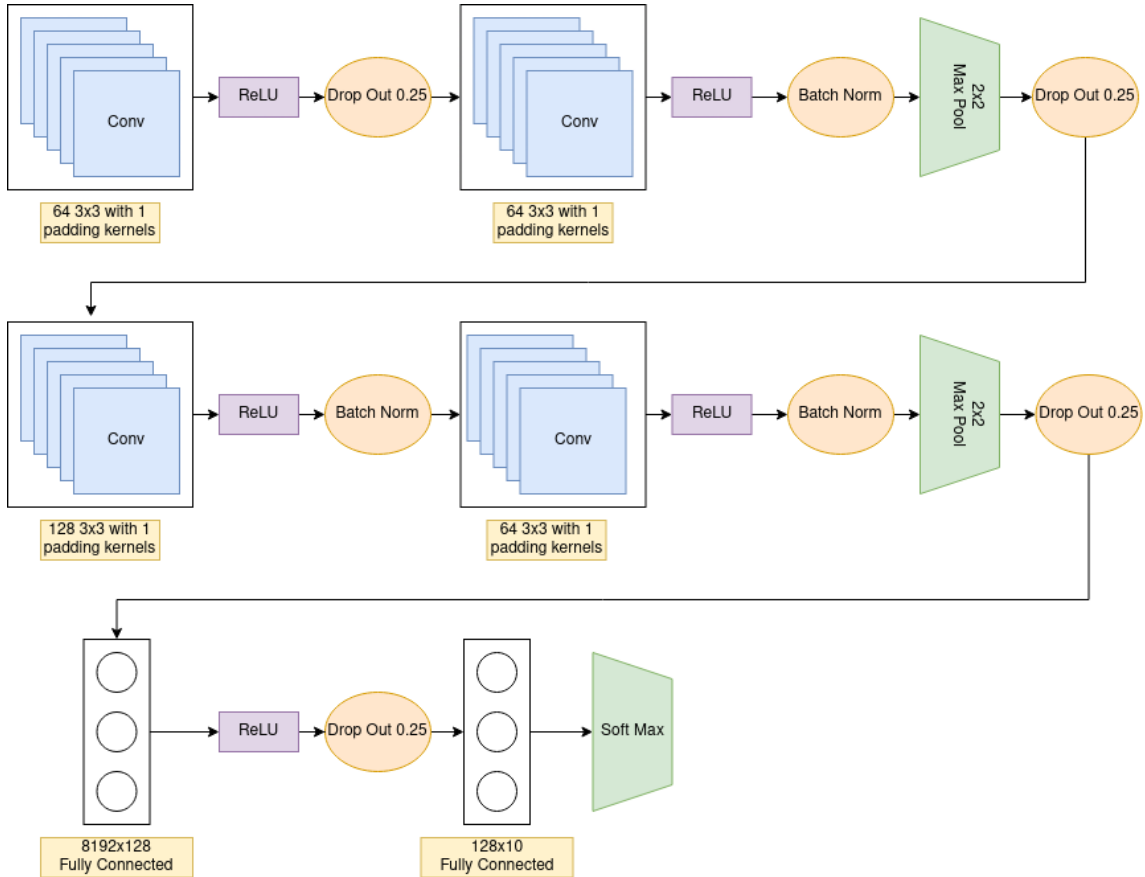 Conv
ReLU
Drop Out 0.25
Conv
ReLU
Batch Norm
2x2
Max Pool
Drop Out 0.25
64 3x3 with 1
padding kernels
64 3x3 with 1
padding kernels
Conv
ReLU
Batch Norm
Conv
ReLU
Batch Norm
2x2
Max Pool
Drop Out 0.25
128 3x3 with 1
padding kernels
64 3x3 with 1
padding kernels
ReLU
Drop Out 0.25
Soft Max
8192x128
Fully Connected
128x10
Fully Connected